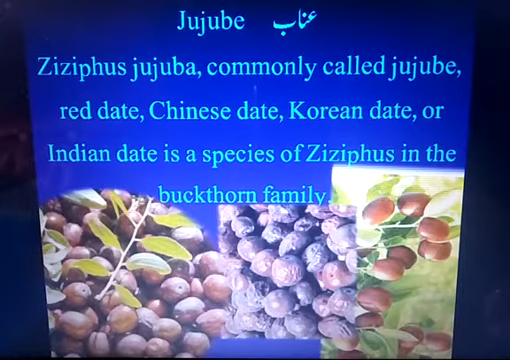 Jujube عناب
Ziziphus jujuba, commonly called jujube,
red date, Chinese date, Korean date, or
Indian date is a species of Ziziphus in the
buckthorn family.